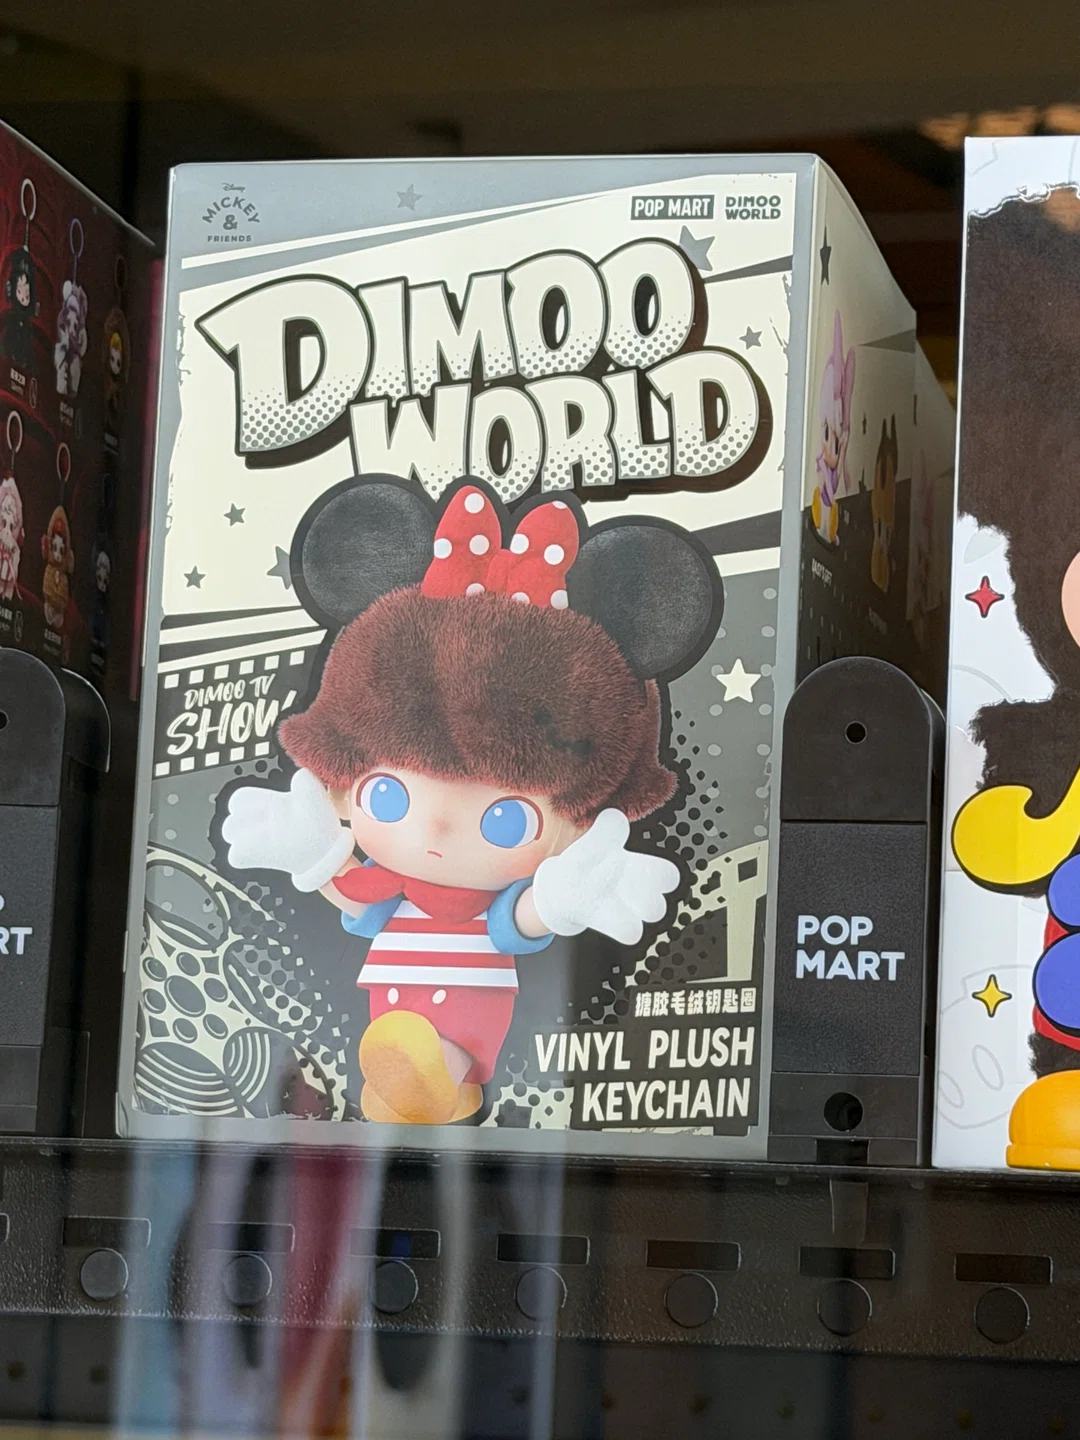 Disney
MICKEY
&
FRIENDS
POP MART
DIMOO
WORLD
DIMOO
WORLD
DIMOO TV
SHOW
搪胶毛绒钥匙圈
VINYL PLUSH
KEYCHAIN
POP
MART
RT